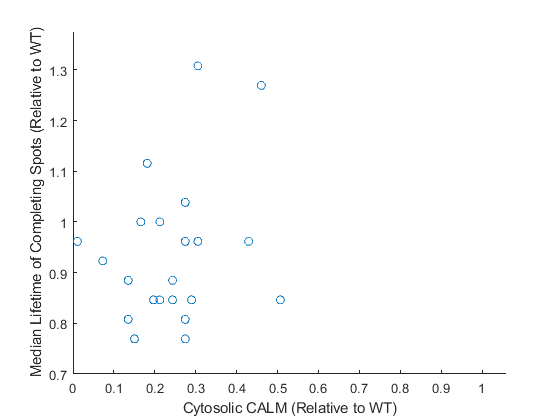 Median Lifetime of Completing Spots (Relative to WT)
1.3
1.2
1.1
1
0.9
0.8
0.7
0 0.1 0.2 0.3 0.4 0.5 0.6 0.7 0.8 0.9 1
Cytosolic CALM (Relative to WT)